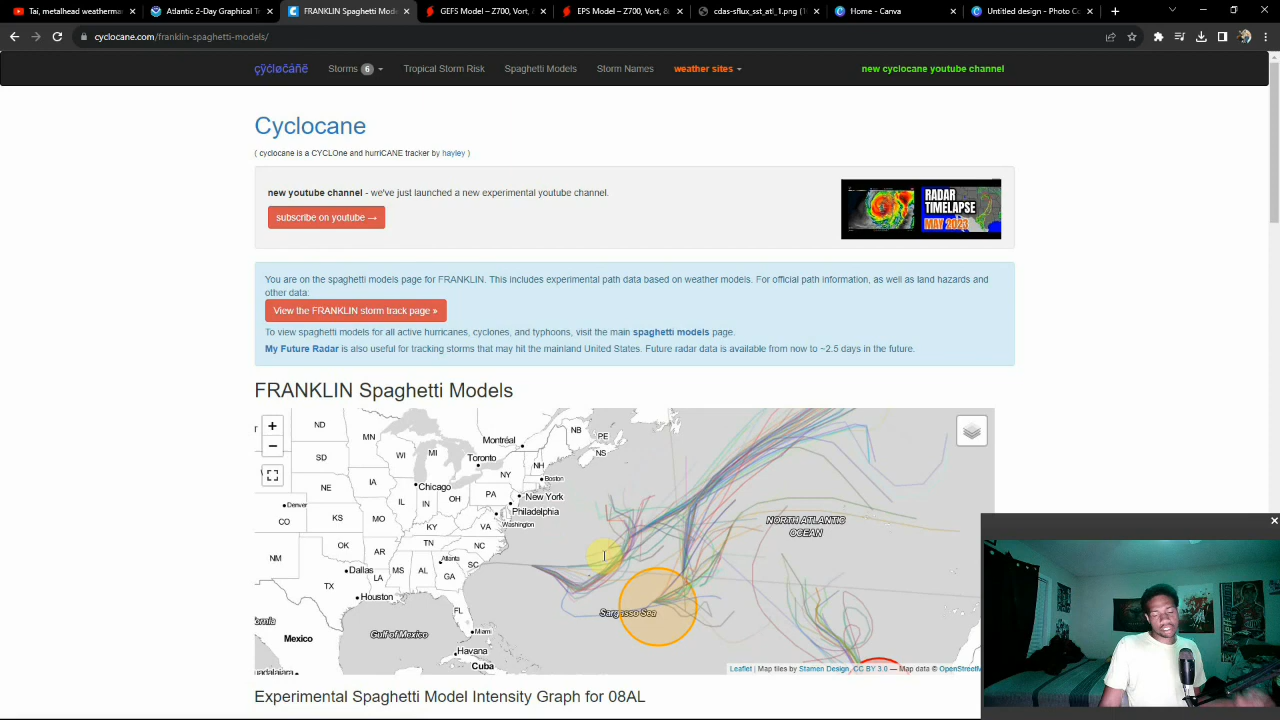 Tai, metalhead weatherman
Atlantic 2-Day Graphical Tr
FRANKLIN Spaghetti Mode
GEFS Model – Z700, Vort,
EPS Model – Z700, Vort, &
cdas-sflux_sst_atl_1.png (1
Home - Canva
Untitled design - Photo Co
cyclocane.com/franklin-spaghetti-models/
çÿçløçåñë
Storms 6
Tropical Storm Risk
Spaghetti Models
Storm Names
weather sites
new cyclocane youtube channel
Cyclocane
( cyclocane is a CYCLOne and hurriCANE tracker by hayley )
new youtube channel - we've just launched a new experimental youtube channel.
subscribe on youtube →
RADAR
TIMELAPSE
MAY 2023
You are on the spaghetti models page for FRANKLIN. This includes experimental path data based on weather models. For official path information, as well as land hazards and
other data:
View the FRANKLIN storm track page »
To view spaghetti models for all active hurricanes, cyclones, and typhoons, visit the main spaghetti models page.
My Future Radar is also useful for tracking storms that may hit the mainland United States. Future radar data is available from now to ~2.5 days in the future.
FRANKLIN Spaghetti Models
+
−
ND
MN
SD
WI
MI
NE
IA
IL
IN
OH
PA
NY
NH
NB
PE
NS
Montréal
Toronto
Boston
Chicago
New York
Philadelphia
Washington
Denver
CO
KS
MO
KY
VA
NM
OK
AR
TN
NC
TX
Dallas
LA
MS
AL
Atlanta
GA
SC
Houston
FL
Miami
Havana
Cuba
Mexico
Gulf of Mexico
Sargasso Sea
NORTH ATLANTIC
OCEAN
Leaflet | Map tiles by Stamen Design, CC BY 3.0 — Map data © OpenStreetM
Experimental Spaghetti Model Intensity Graph for 08AL